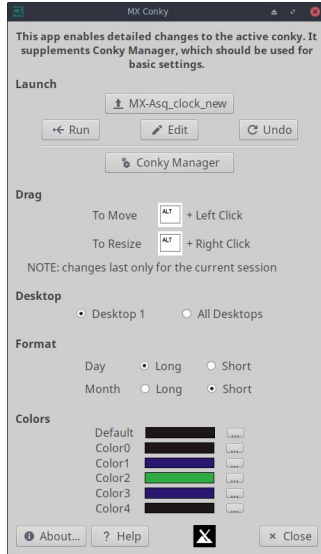 MX Conky
This app enables detailed changes to the active conky. It
supplements Conky Manager, which should be used for
basic settings.
Launch
MX-Asq_clock_new
Run Edit Undo
Conky Manager
Drag
To Move ALT + Left Click
To Resize ALT + Right Click
NOTE: changes last only for the current session
Desktop
Desktop 1 All Desktops
Format
Day Long Short
Month Long Short
Colors
Default ...
Color0 ...
Color1 ...
Color2 ...
Color3 ...
Color4 ...
About... ? Help Close